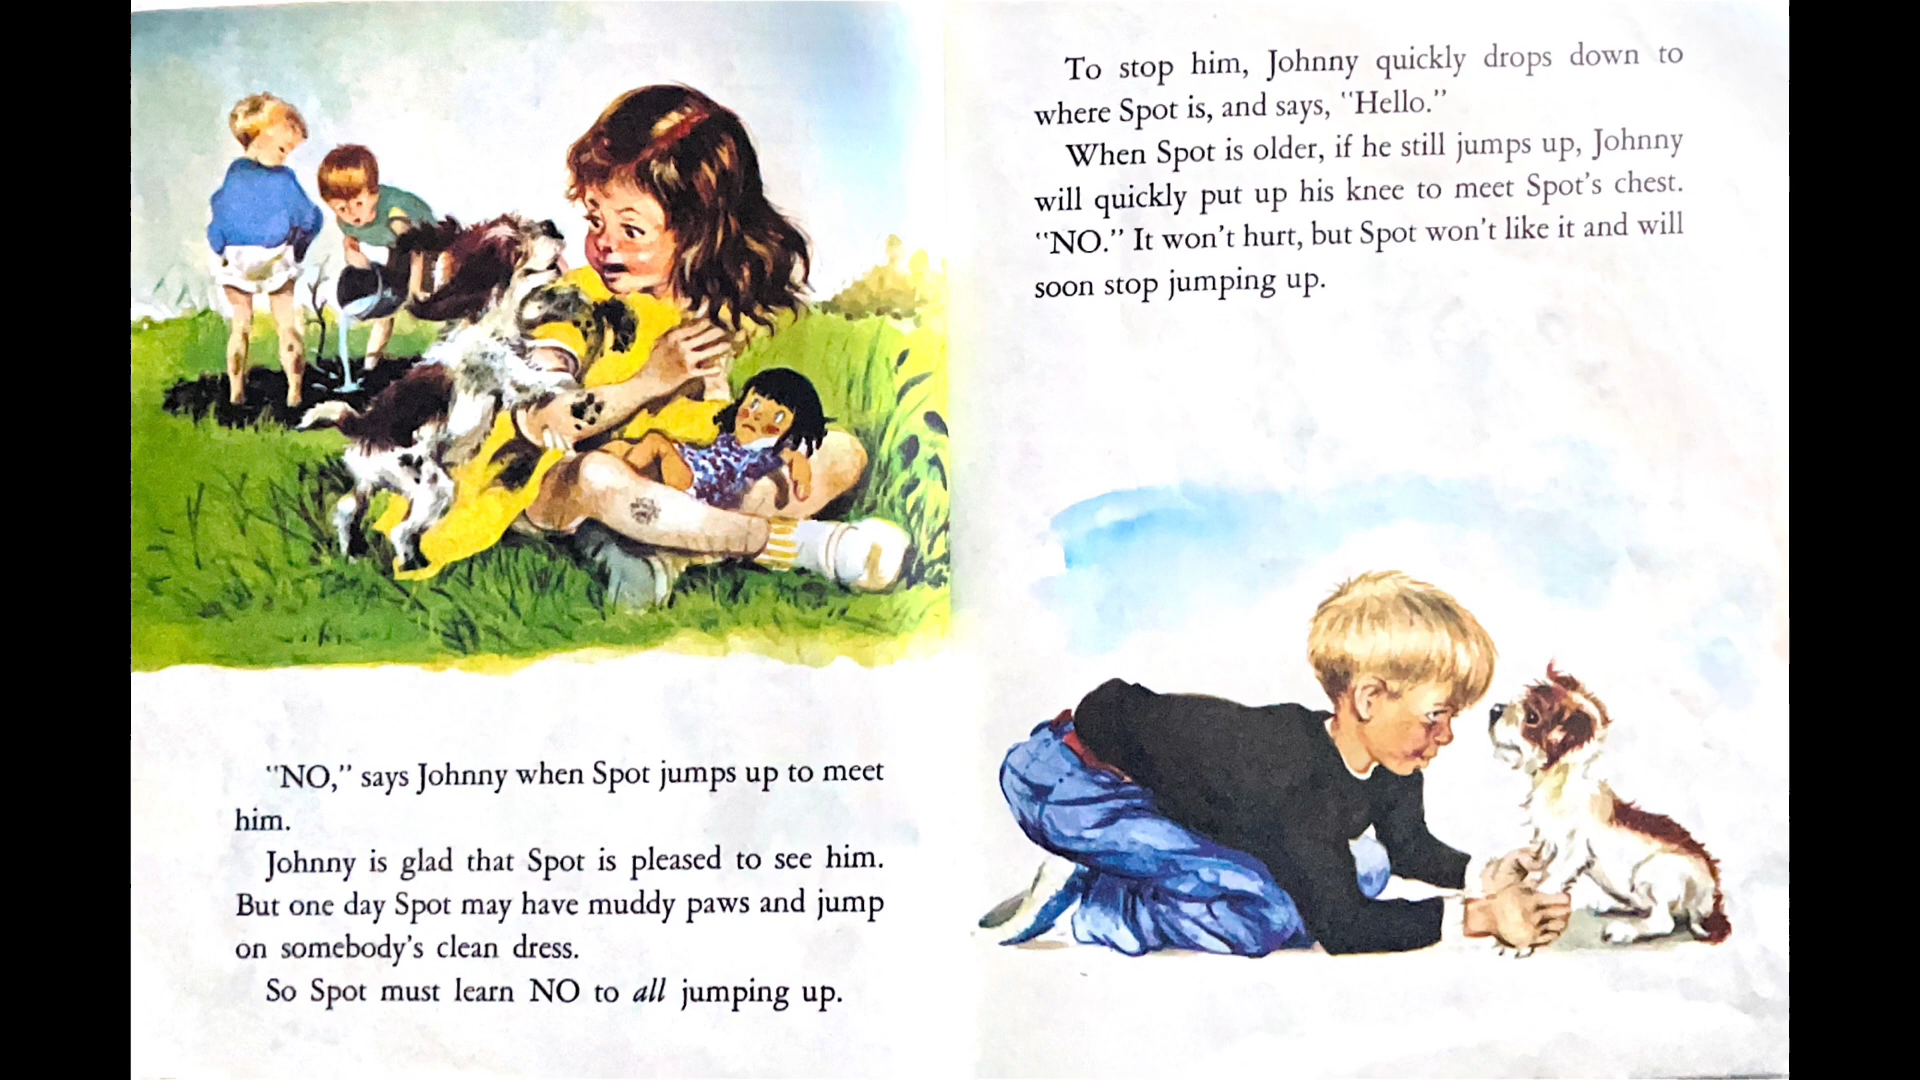 "NO," says Johnny when Spot jumps up to meet
him.
Johnny is glad that Spot is pleased to see him.
But one day Spot may have muddy paws and jump
on somebody's clean dress.
So Spot must learn NO to all jumping up.
To stop him, Johnny quickly drops down to
where Spot is, and says, "Hello."
When Spot is older, if he still jumps up, Johnny
will quickly put up his knee to meet Spot's chest.
"NO." It won't hurt, but Spot won't like it and will
soon stop jumping up.